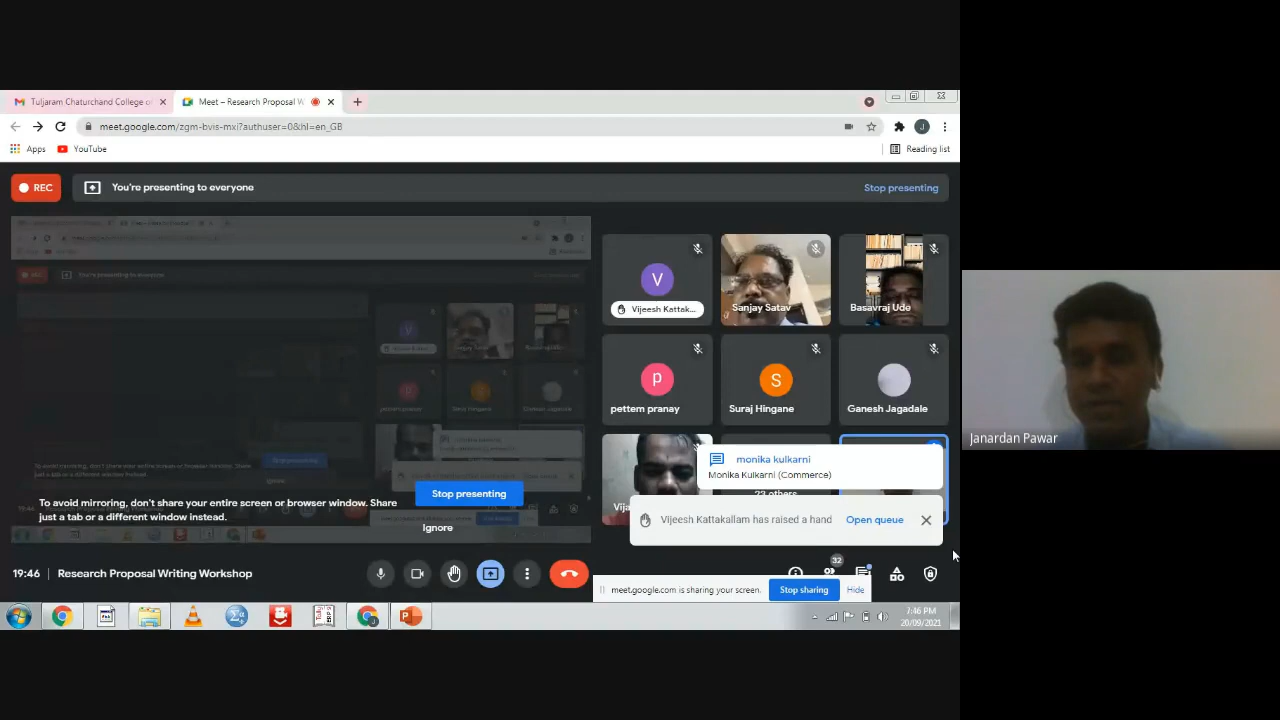 Tuljaram Chaturchand College o
Meet – Research Proposal W
meet.google.com/zgm-bvis-mxi?authuser=0&hl=en_GB
Apps
YouTube
Reading list
REC
You're presenting to everyone
Stop presenting
V
Vijeesh Kattak...
Sanjay Satav
Basavraj Ude
p
pettem pranay
S
Suraj Hingane
Ganesh Jagadale
Janardan Pawar
monika kulkarni
Monika Kulkarni (Commerce)
Vija
23 others
To avoid mirroring, don't share your entire screen or browser window. Share
just a tab or a different window instead.
Stop presenting
Ignore
Vijeesh Kattakallam has raised a hand
Open queue
19:46
Research Proposal Writing Workshop
32
meet.google.com is sharing your screen.
Stop sharing
Hide
7:46 PM
20/09/2021